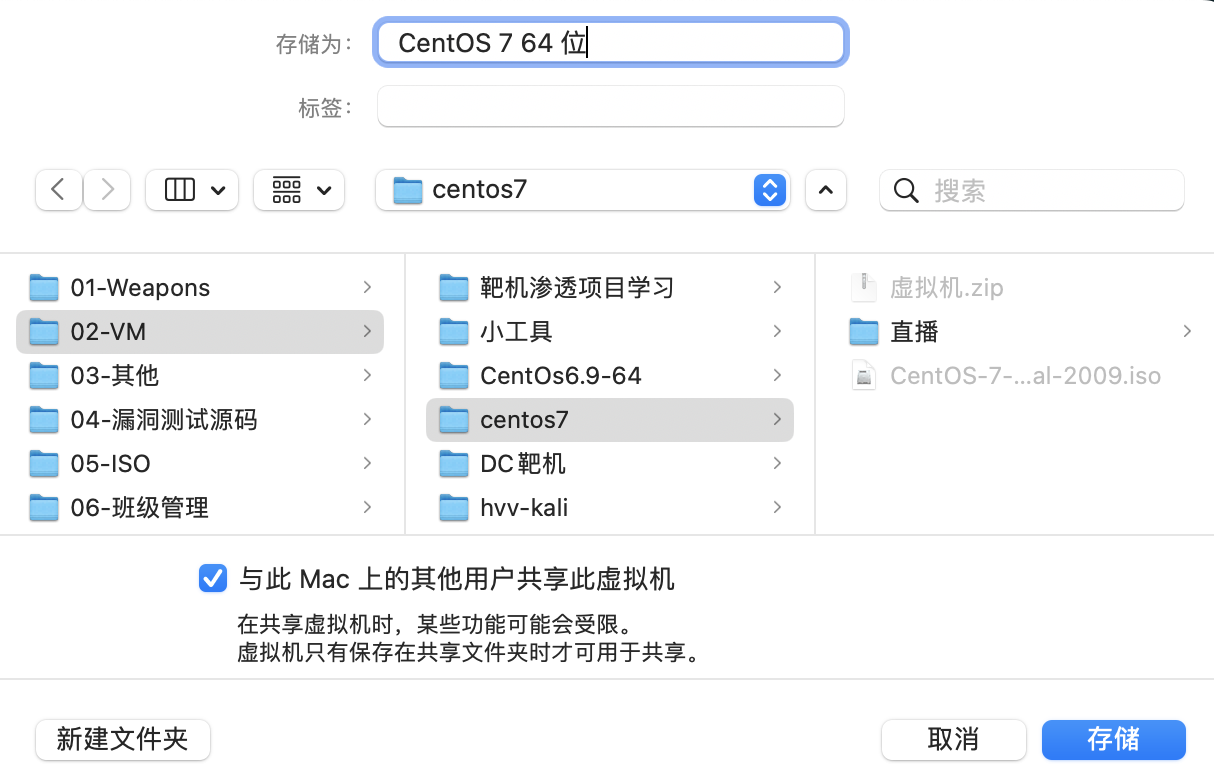 存储为：
CentOS 7 64 位
标签：
centos7
搜索
01-Weapons
02-VM
03-其他
04-漏洞测试源码
05-ISO
06-班级管理
靶机渗透项目学习
小工具
CentOs6.9-64
centos7
DC靶机
hvv-kali
虚拟机.zip
直播
CentOS-7-...al-2009.iso
与此 Mac 上的其他用户共享此虚拟机
在共享虚拟机时，某些功能可能会受限。
虚拟机只有保存在共享文件夹时才可用于共享。
新建文件夹
取消
存储